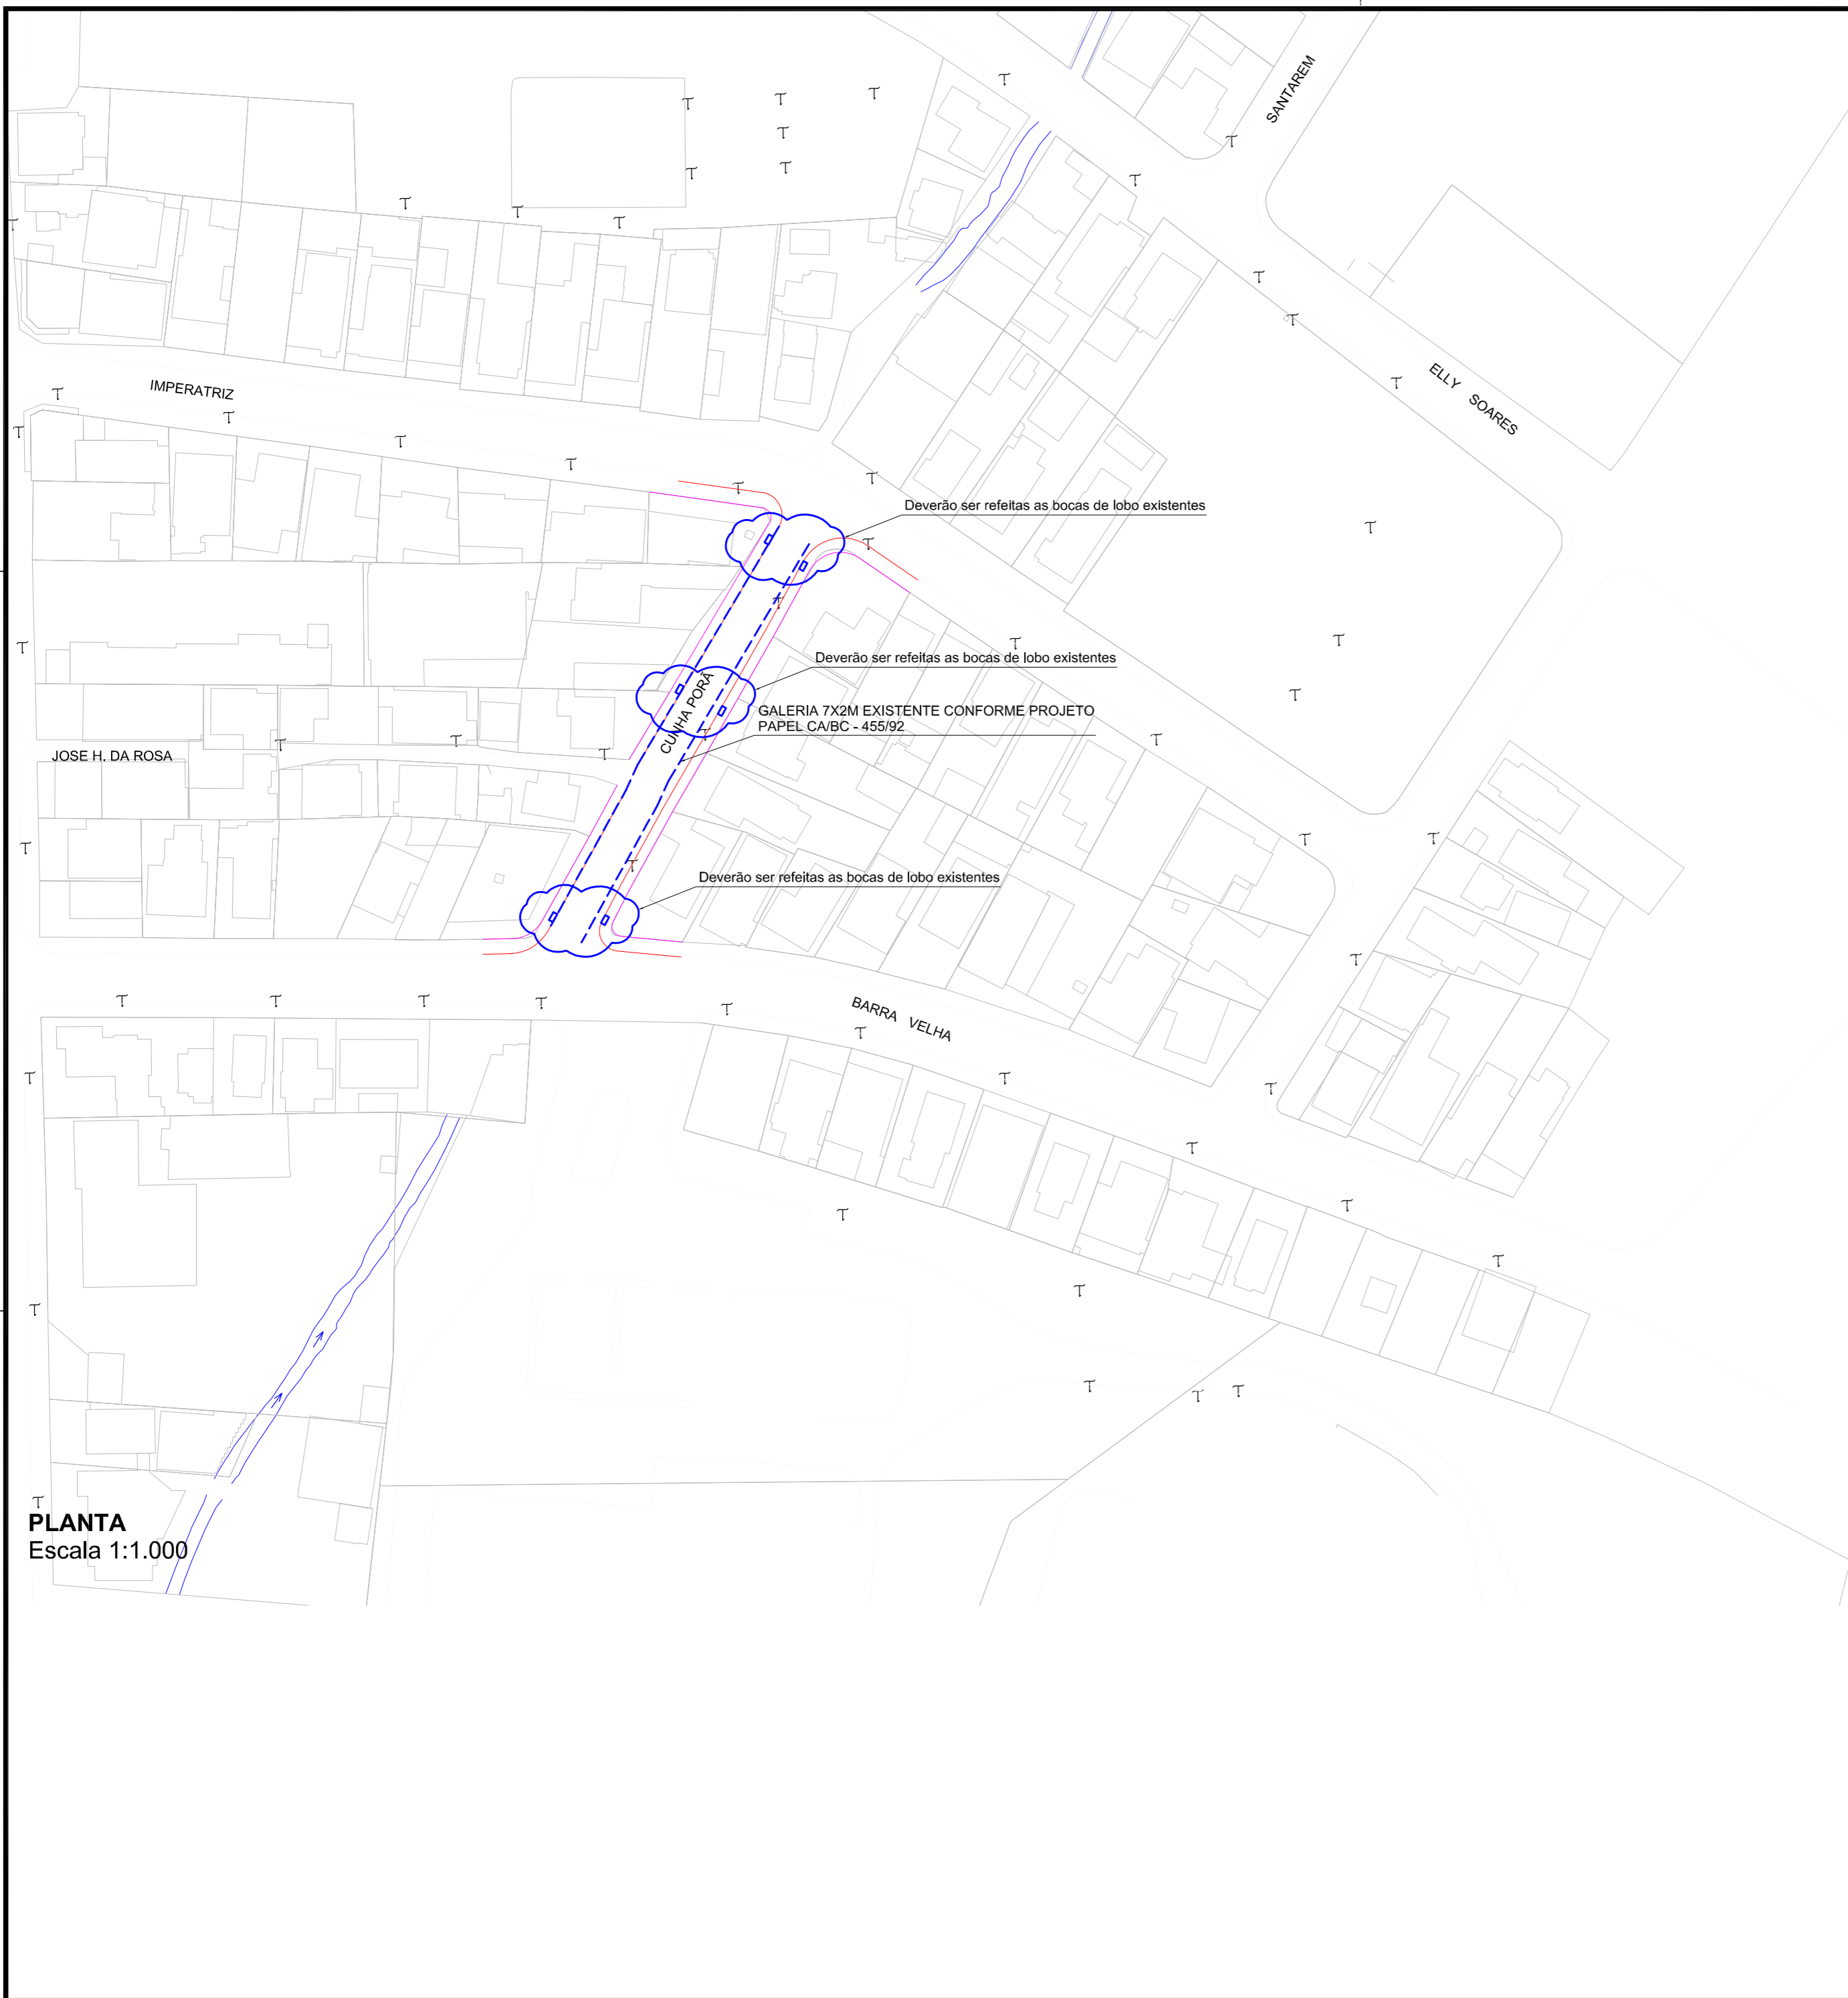 SANTAREM
ELLY SOARES
IMPERATRIZ
Deverão ser refeitas as bocas de lobo existentes
Deverão ser refeitas as bocas de lobo existentes
CUNHA PORÃ
GALERIA 7X2M EXISTENTE CONFORME PROJETO
PAPEL CA/BC - 455/92
JOSE H. DA ROSA
Deverão ser refeitas as bocas de lobo existentes
BARRA VELHA
PLANTA
Escala 1:1.000